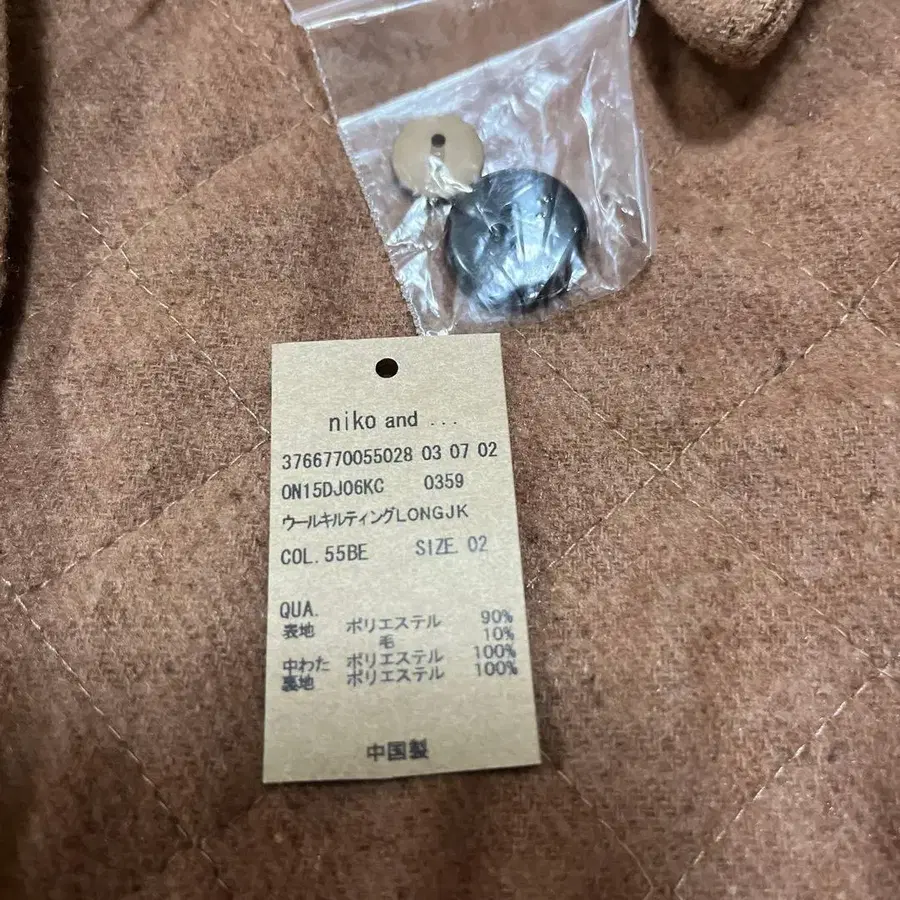 niko and ...
3766770055028 03 07 02
ON15DJ06KC 0359
ウールキルティングLONGJK
COL.55BE SIZE.02
QUA.
表地 ポリエステル 90%
毛 10%
中わた ポリエステル 100%
裏地 ポリエステル 100%
中国製